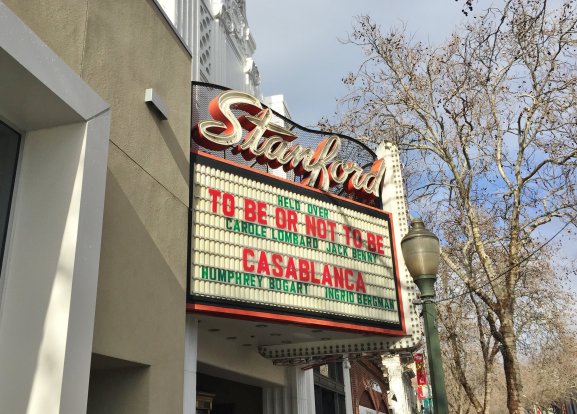 Stanford
HELD OVER
TO BE OR NOT TO BE
CAROLE LOMBARD JACK BENNY
CASABLANCA
HUMPHREY BOGART INGRID BERGMAN